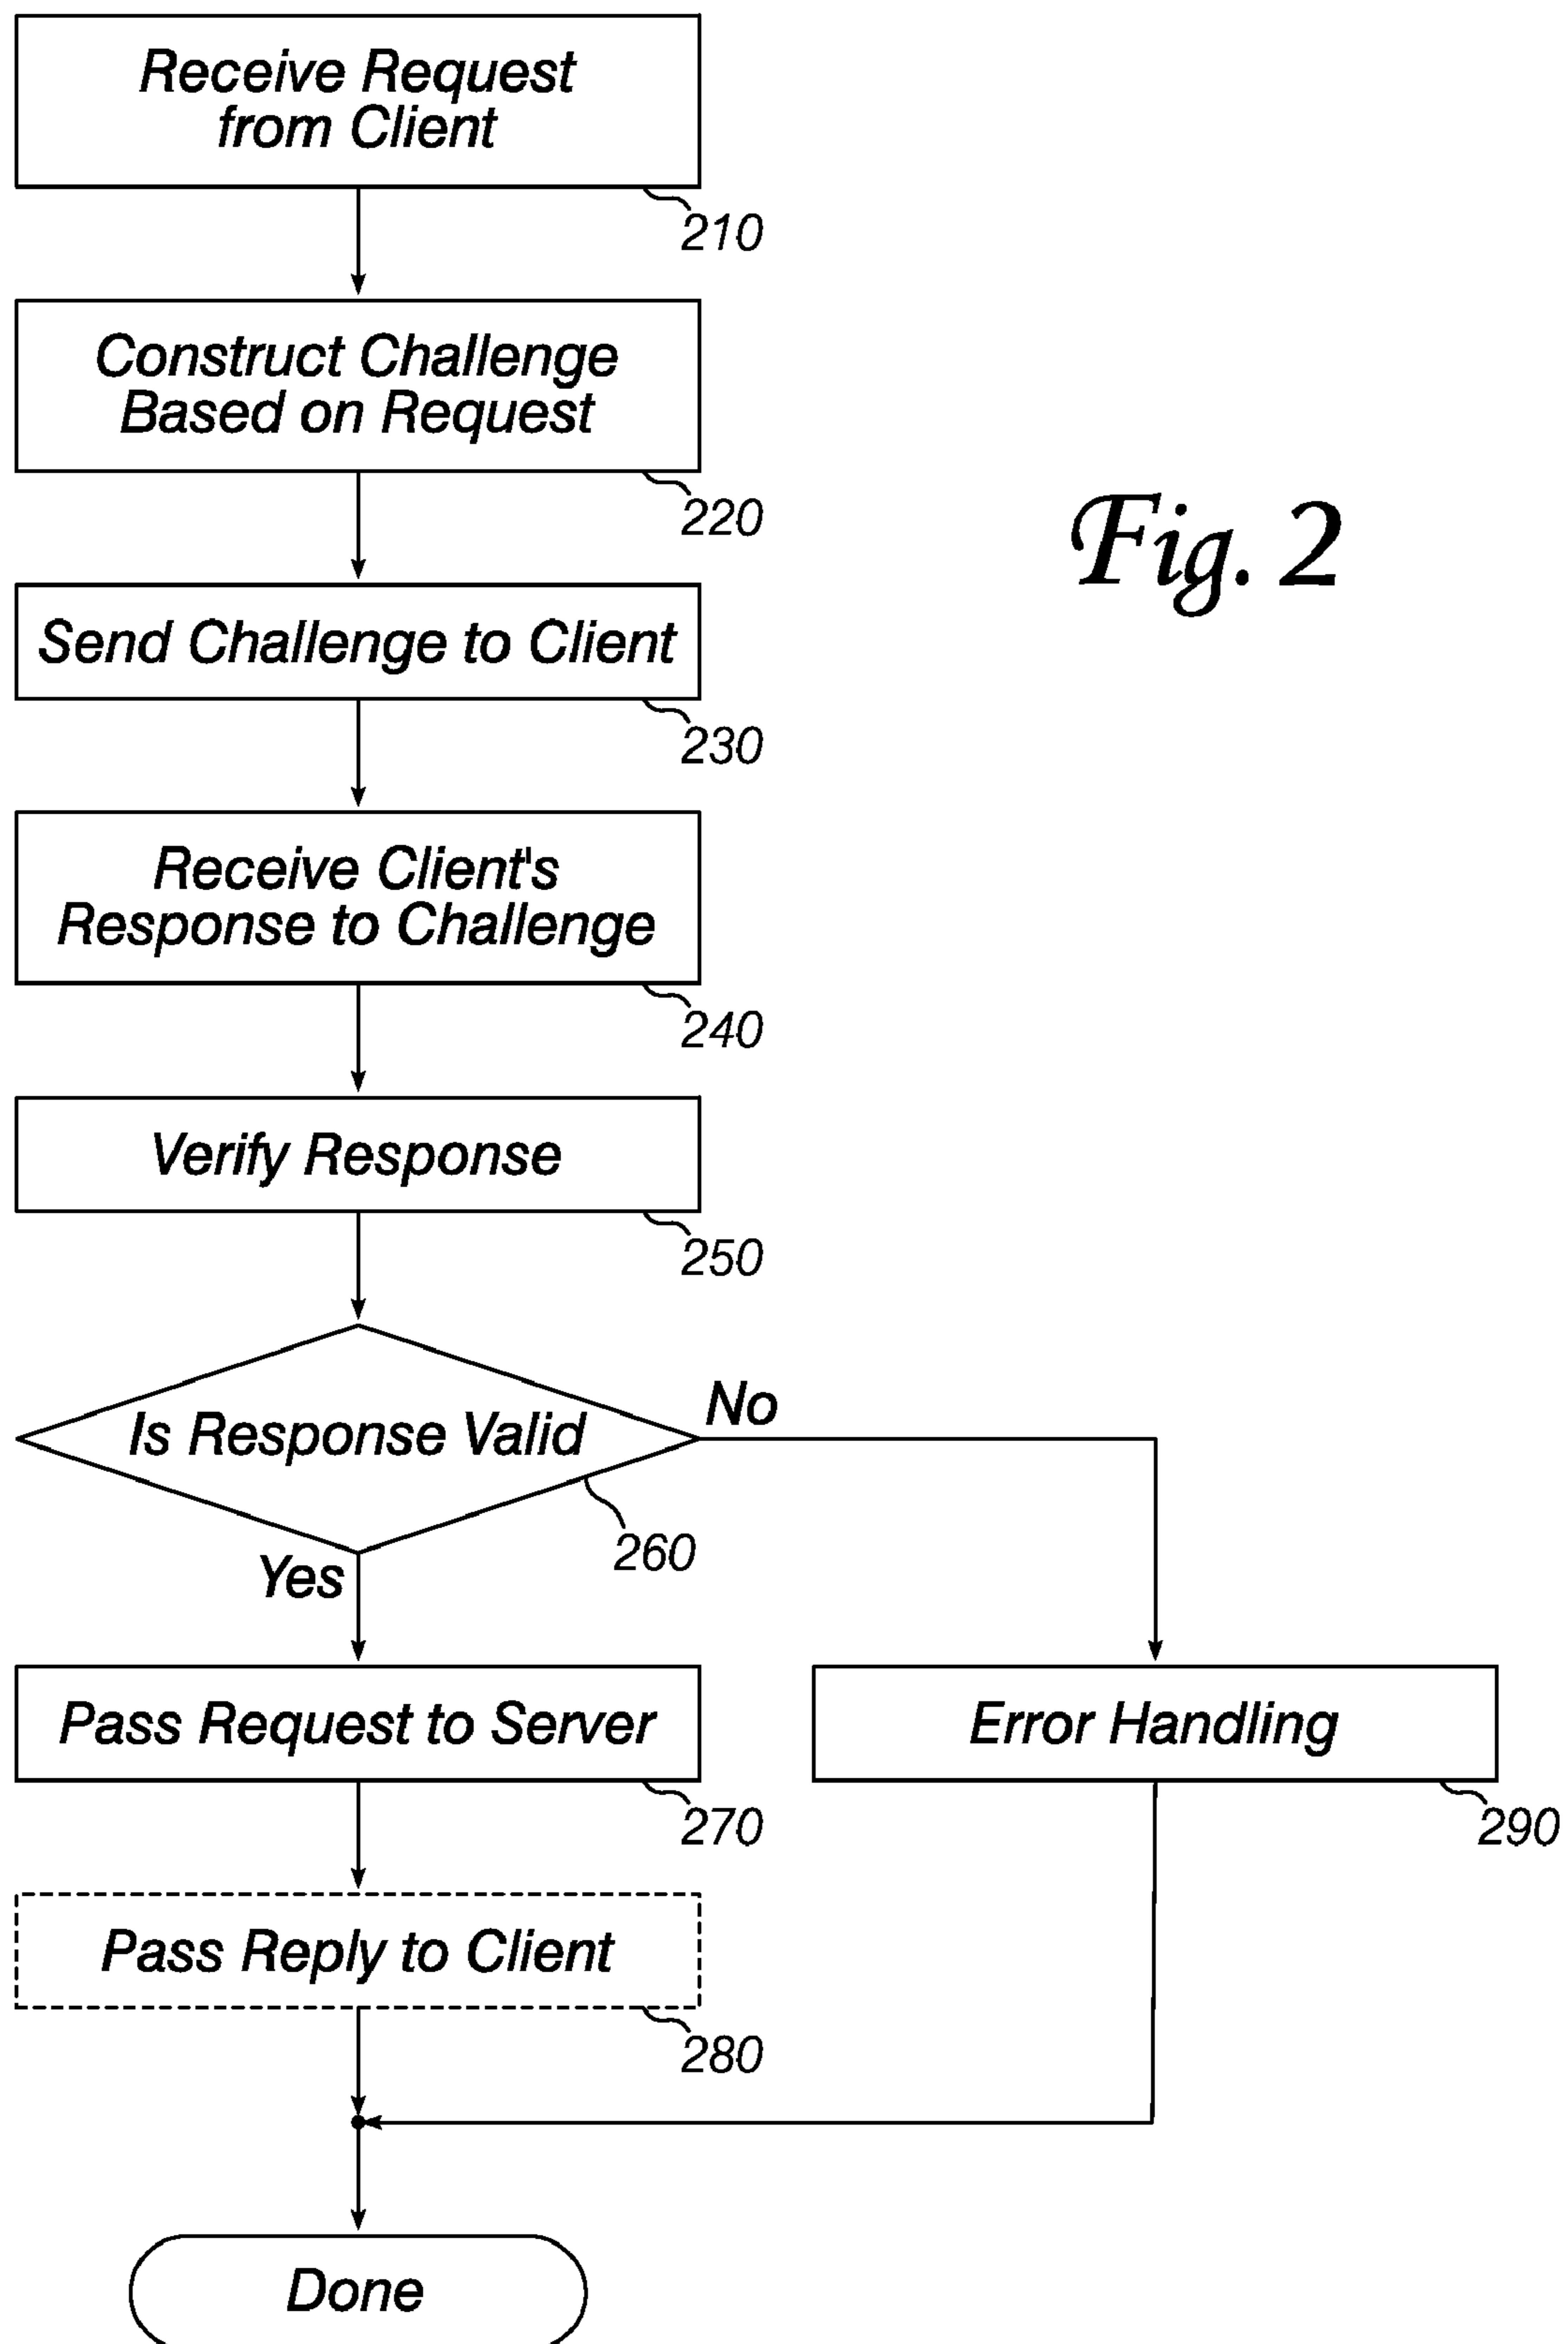 Receive Request
from Client
210
Construct Challenge
Based on Request
220
Fig. 2
Send Challenge to Client
230
Receive Client's
Response to Challenge
240
Verify Response
250
Is Response Valid
No
260
Yes
Pass Request to Server
270
Error Handling
290
Pass Reply to Client
280
Done